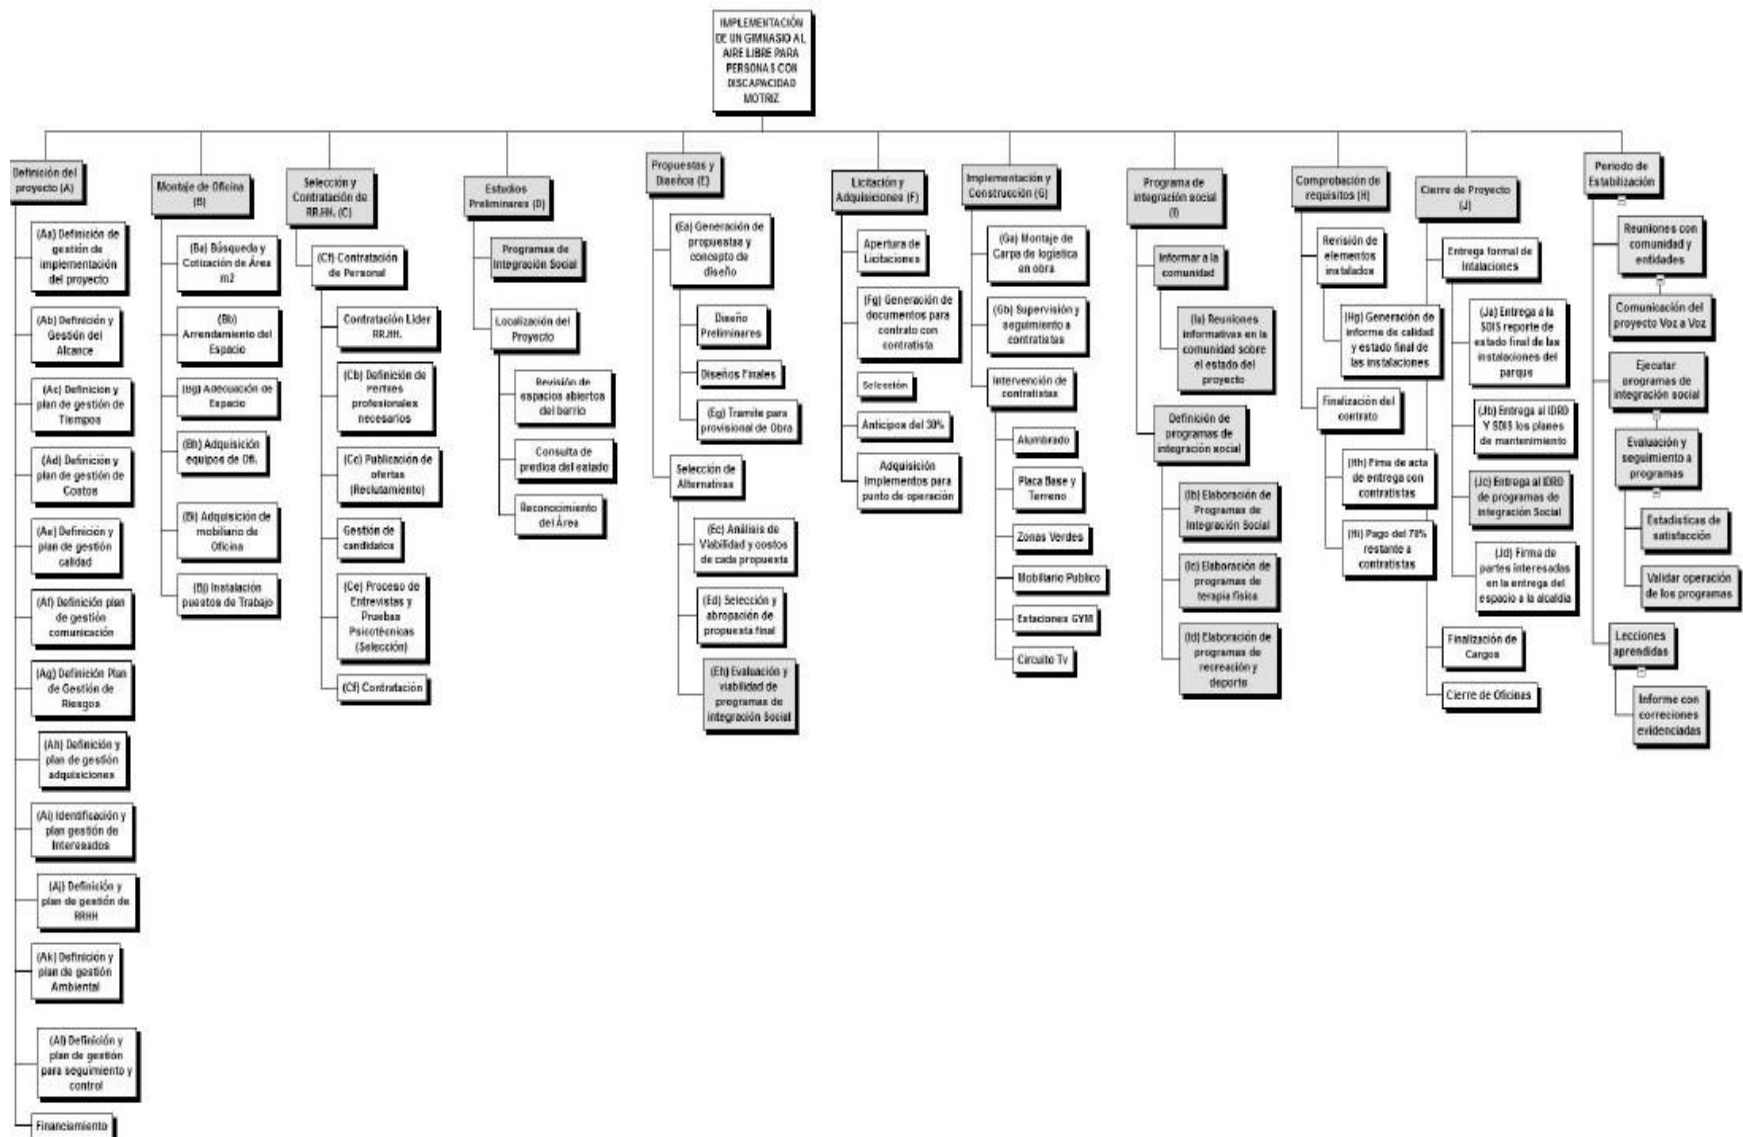 IMPLEMENTACIÓN
DE UN GIMNASIO AL
AIRE LIBRE PARA
PERSONAS CON
DISCAPACIDAD
MOTRIZ
Definición del
proyecto (A)
(Aa) Definición de
gestión de
implementación
del proyecto
(Ab) Definición y
Gestión del
Alcance
(Ac) Definicion y
plan de gestión de
Tiempos
(Ad) Definición y
plan de gestión de
Costos
(Ae) Definición y
plan de gestión
calidad
(Af) Definición plan
de gestión
comunicación
(Ag) Definición Plan
de Gestión de
Riesgos
(Ah) Definición y
plan de gestión
adquisiciones
(Ai) Identificación y
plan gestión de
Interesados
(Aj) Definición y
plan de gestión de
RRHH
(Ak) Definición y
plan de gestión
Ambiental
(Al) Definición y
plan de gestión
para seguimiento y
control
Financiamiento
Montaje de Oficina
(B)
(Ba) Búsqueda y
Cotización de Área
m2
(Bb)
Arrendamiento del
Espacio
(Bg) Adecuación de
Espacio
(Bh) Adquisición
equipos de Ofi.
(Bi) Adquisición de
mobiliario de
Oficina
(Bj) Instalación
puestos de Trabajo
Selección y
Contratación de
RR.HH. (C)
(Cf) Contratación
de Personal
Contratación Líder
RR.HH.
(Cb) Definición de
Perfiles
profesionales
necesarios
(Cc) Publicación de
ofertas
(Reclutamiento)
Gestión de
candidatos
(Ce) Proceso de
Entrevistas y
Pruebas
Psicotécnicas
(Selección)
(Cf) Contratación
Estudios
Preliminares (D)
Programas de
Integración Social
Localización del
Proyecto
Revisión de
espacios abiertos
del barrio
Consulta de
predios del estado
Reconocimiento
del Área
Propuestas y
Diseños (E)
(Ea) Generación de
propuestas y
concepto de
diseño
Diseño
Preliminares
Diseños Finales
(Eg) Tramite para
provisional de Obra
Selección de
Alternativas
(Ec) Análisis de
Viabilidad y costos
de cada propuesta
(Ed) Selección y
abropación de
propuesta final
(Eh) Evaluación y
viabilidad de
programas de
integración Social
Licitación y
Adquisiciones (F)
Apertura de
Licitaciones
(Fg) Generación de
documentos para
contrato con
contratista
Selección
Anticipos del 30%
Adquisición
Implementos para
punto de operación
Implementación y
Construcción (G)
(Ga) Montaje de
Carpa de logística
en obra
(Gb) Supervisión y
seguimiento a
contratistas
Intervención de
contratistas
Alumbrado
Placa Base y
Terreno
Zonas Verdes
Mobiliario Publico
Estaciones GYM
Circuito Tv
Programa de
integración social
(I)
Informar a la
comunidad
(Ia) Reuniones
informativas en la
comunidad sobre
el estado del
proyecto
Definición de
programas de
integración social
(Ib) Elaboración de
Programas de
Integración Social
(Ic) Elaboración de
programas de
terapia física
(Id) Elaboración de
programas de
recreación y
deporte
Comprobación de
requisitos (H)
Revisión de
elementos
instalados
(Hg) Generación de
informe de calidad
y estado final de
las instalaciones
Finalización del
contrato
(Hh) Fima de acta
de entrega con
contratistas
(Hi) Pago del 70%
restante a
contratistas
Cierre de Proyecto
(J)
Entrega formal de
Intalaciones
(Ja) Entrega a la
SDIS reporte de
estado final de las
instalaciones del
parque
(Jb) Entrega al IDRD
Y SDIS los planes
de mantenimiento
(Jc) Entrega al IDRD
de programas de
integración Social
(Jd) Firma de
partes interesadas
en la entrega del
espacio a la alcaldía
Finalización de
Cargos
Cierre de Oficinas
Periodo de
Estabilización
Reuniones con
comunidad y
entidades
Comunicación del
proyecto Voz a Voz
Ejecutar
programas de
integración social
Evaluación y
seguimiento a
programas
Estadisticas de
satisfacción
Validar operación
de los programas
Lecciones
aprendidas
Informe con
correciones
evidenciadas